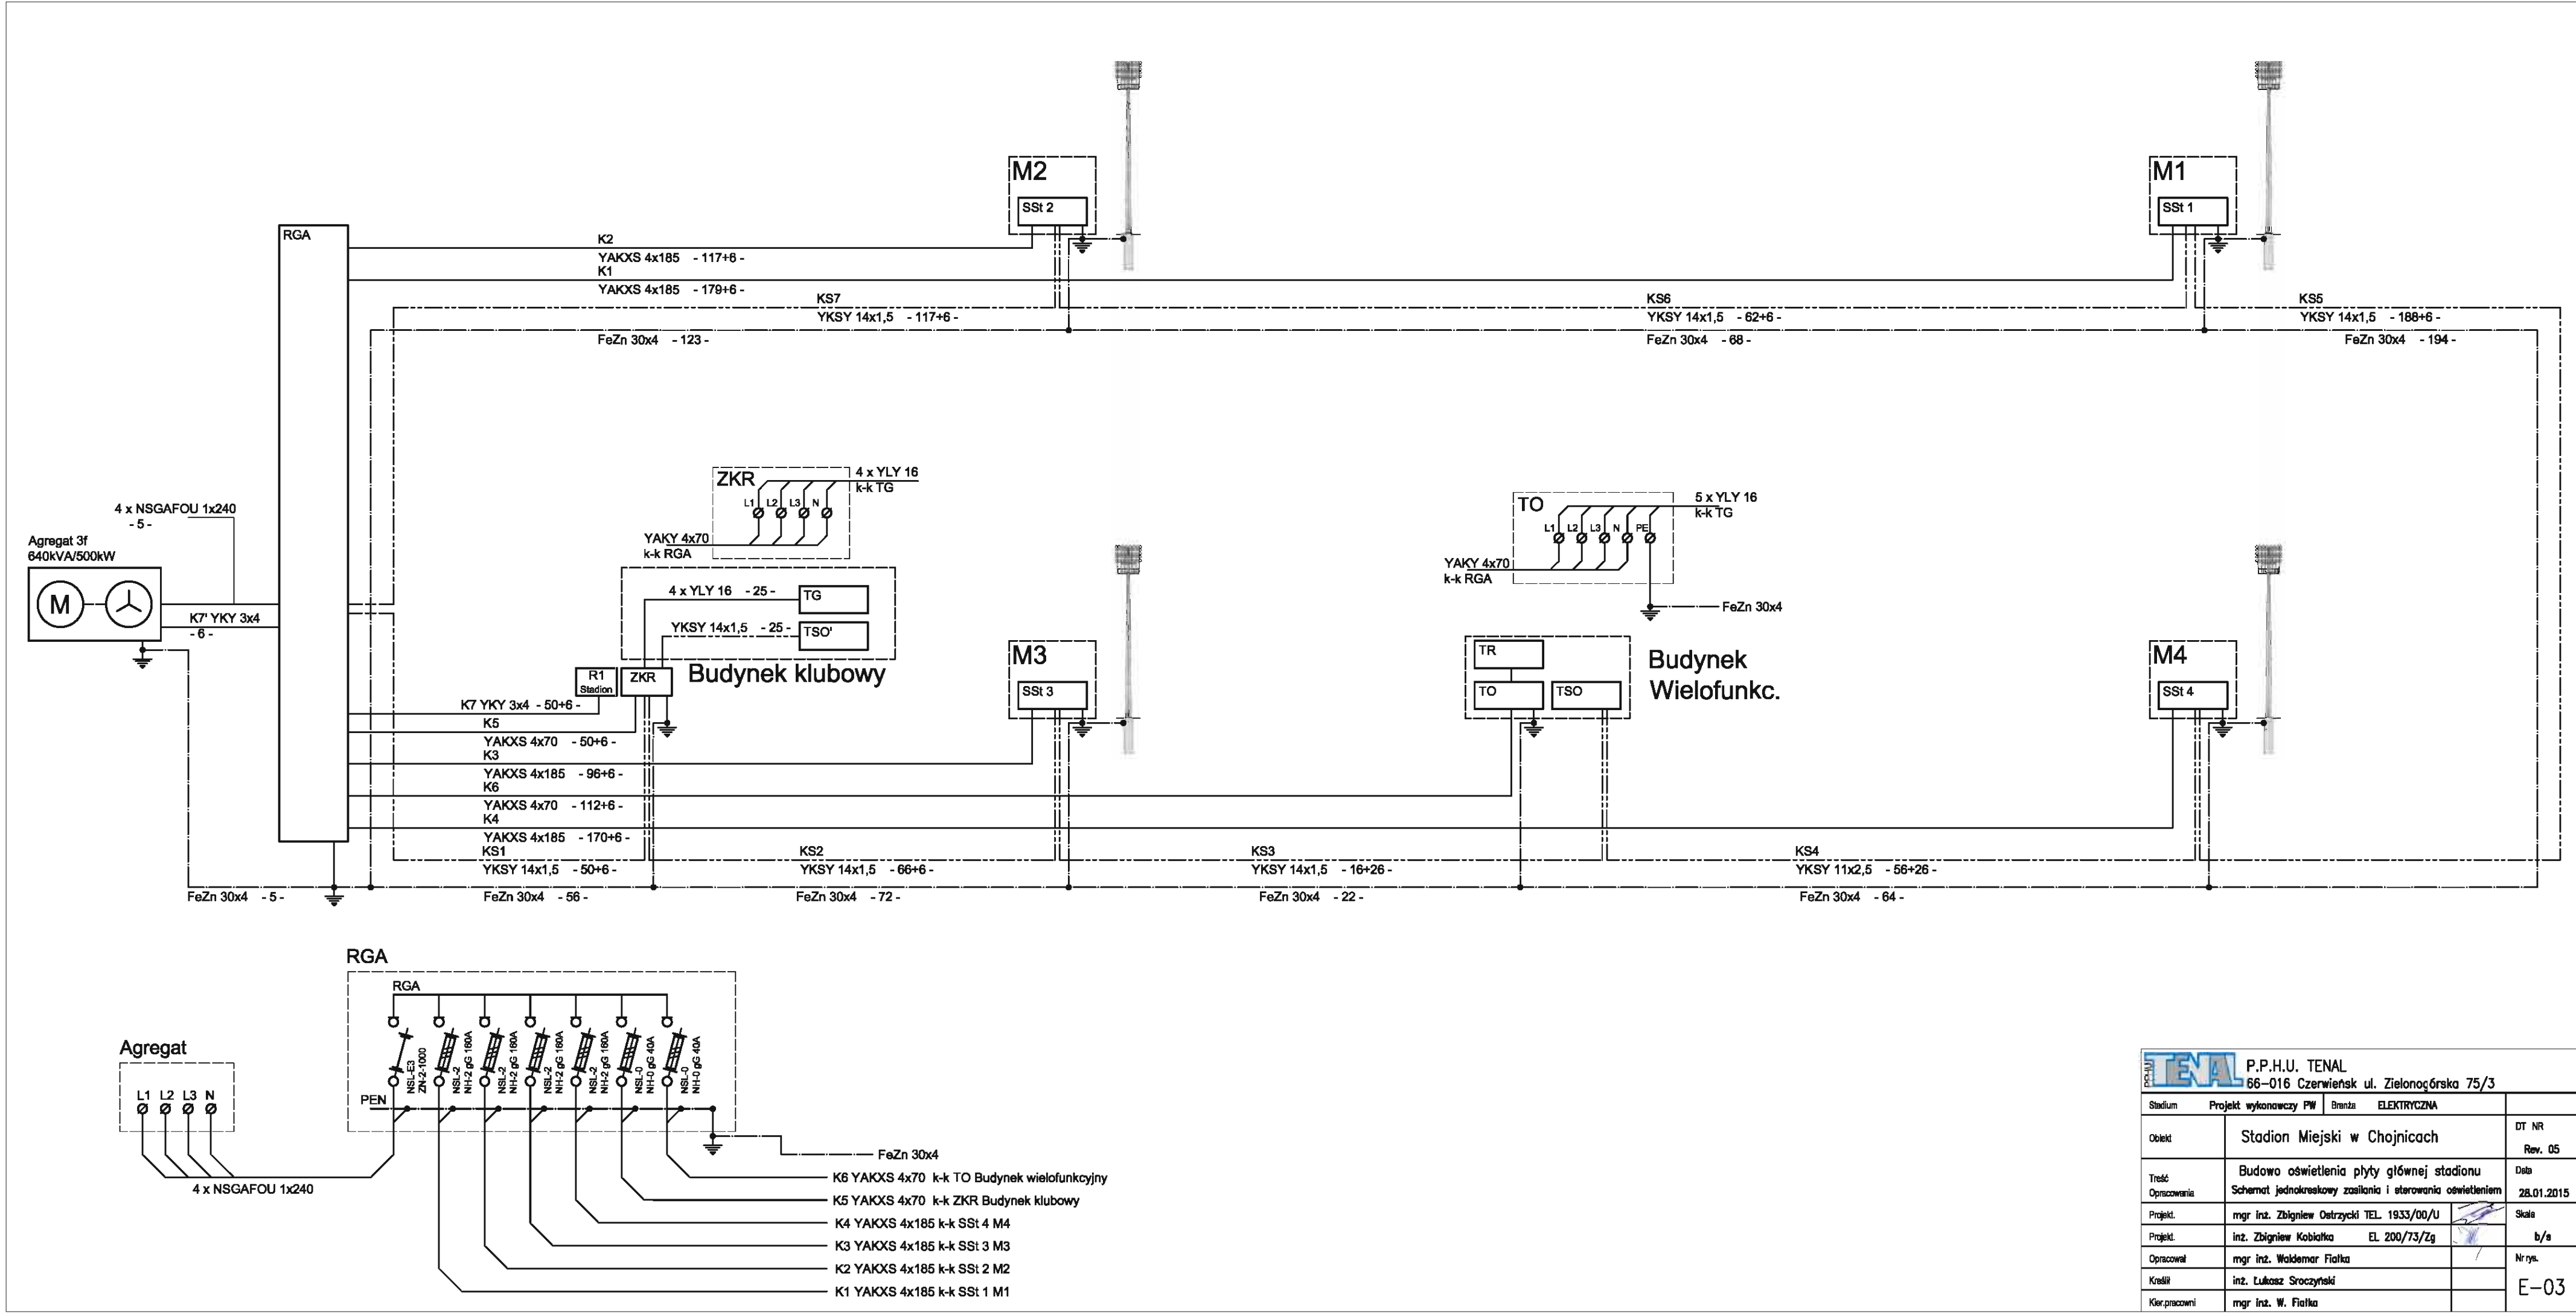 M2
SSt 2
M1
SSt 1
RGA
K2
YAKXS 4x185 - 117+6 -
K1
YAKXS 4x185 - 179+6 -
KS7
YKSY 14x1,5 - 117+6 -
KS6
YKSY 14x1,5 - 62+6 -
KS5
YKSY 14x1,5 - 188+6 -
FeZn 30x4 - 123 -
FeZn 30x4 - 68 -
FeZn 30x4 - 194 -
ZKR
4 x YLY 16
k-k TG
L1 L2 L3 N
YAKY 4x70
k-k RGA
TO
5 x YLY 16
k-k TG
L1 L2 L3 N PE
YAKY 4x70
k-k RGA
FeZn 30x4
4 x NSGAFOU 1x240
- 5 -
Agregat 3f
640kVA/500kW
M
K7' YKY 3x4
- 6 -
4 x YLY 16 - 25 -
TG
YKSY 14x1,5 - 25 -
TSO'
Budynek klubowy
R1
Stadion
ZKR
M3
SSt 3
TR
TO
TSO
Budynek
Wielofunkc.
M4
SSt 4
K7 YKY 3x4 - 50+6 -
K5
YAKXS 4x70 - 50+6 -
K3
YAKXS 4x185 - 96+6 -
K6
YAKXS 4x70 - 112+6 -
K4
YAKXS 4x185 - 170+6 -
KS1
YKSY 14x1,5 - 50+6 -
KS2
YKSY 14x1,5 - 66+6 -
KS3
YKSY 14x1,5 - 16+26 -
KS4
YKSY 11x2,5 - 56+26 -
FeZn 30x4 - 5 -
FeZn 30x4 - 56 -
FeZn 30x4 - 72 -
FeZn 30x4 - 22 -
FeZn 30x4 - 64 -
RGA
RGA
NSL-E3
ZN-2-1000
NSL-2
NH-2 gG 160A
NSL-2
NH-2 gG 160A
NSL-2
NH-2 gG 160A
NSL-2
NH-2 gG 160A
NSL-0
NH-0 gG 40A
NSL-0
NH-0 gG 40A
PEN
Agregat
L1 L2 L3 N
4 x NSGAFOU 1x240
FeZn 30x4
K6 YAKXS 4x70 k-k TO Budynek wielofunkcyjny
K5 YAKXS 4x70 k-k ZKR Budynek klubowy
K4 YAKXS 4x185 k-k SSt 4 M4
K3 YAKXS 4x185 k-k SSt 3 M3
K2 YAKXS 4x185 k-k SSt 2 M2
K1 YAKXS 4x185 k-k SSt 1 M1
P.P.H.U. TENAL
P.P.H.U. TENAL
66-016 Czerwieńsk ul. Zielonogórska 75/3
Stadium Projekt wykonawczy PW Branża ELEKTRYCZNA
Obiekt Stadion Miejski w Chojnicach
DT NR
Rev. 05
Treść
Opracowania
Budowo oświetlenia płyty głównej stadionu
Schemat jednokreskowy zasilania i sterowania oświetleniem
Data
28.01.2015
Projekt. mgr inż. Zbigniew Ostrzycki TEL. 1933/00/U
Skala
Projekt. inż. Zbigniew Kobiałka EL 200/73/Zg
b/s
Opracował mgr inż. Waldemar Fiałka
Nr rys.
Kreślił inż. Łukasz Sroczyński
E-03
Kier.pracowni mgr inż. W. Fiałka